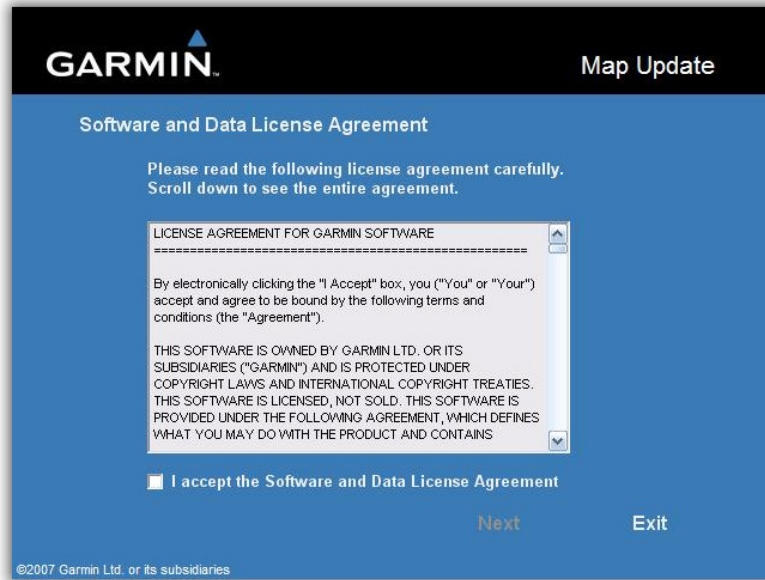 GARMIN™
Map Update
Software and Data License Agreement
Please read the following license agreement carefully.
Scroll down to see the entire agreement.
LICENSE AGREEMENT FOR GARMIN SOFTWARE
====================================================
By electronically clicking the "I Accept" box, you ("You" or "Your")
accept and agree to be bound by the following terms and
conditions (the "Agreement").
THIS SOFTWARE IS OWNED BY GARMIN LTD. OR ITS
SUBSIDIARIES ("GARMIN") AND IS PROTECTED UNDER
COPYRIGHT LAWS AND INTERNATIONAL COPYRIGHT TREATIES.
THIS SOFTWARE IS LICENSED, NOT SOLD. THIS SOFTWARE IS
PROVIDED UNDER THE FOLLOWING AGREEMENT, WHICH DEFINES
WHAT YOU MAY DO WITH THE PRODUCT AND CONTAINS
I accept the Software and Data License Agreement
Next
Exit
©2007 Garmin Ltd. or its subsidiaries